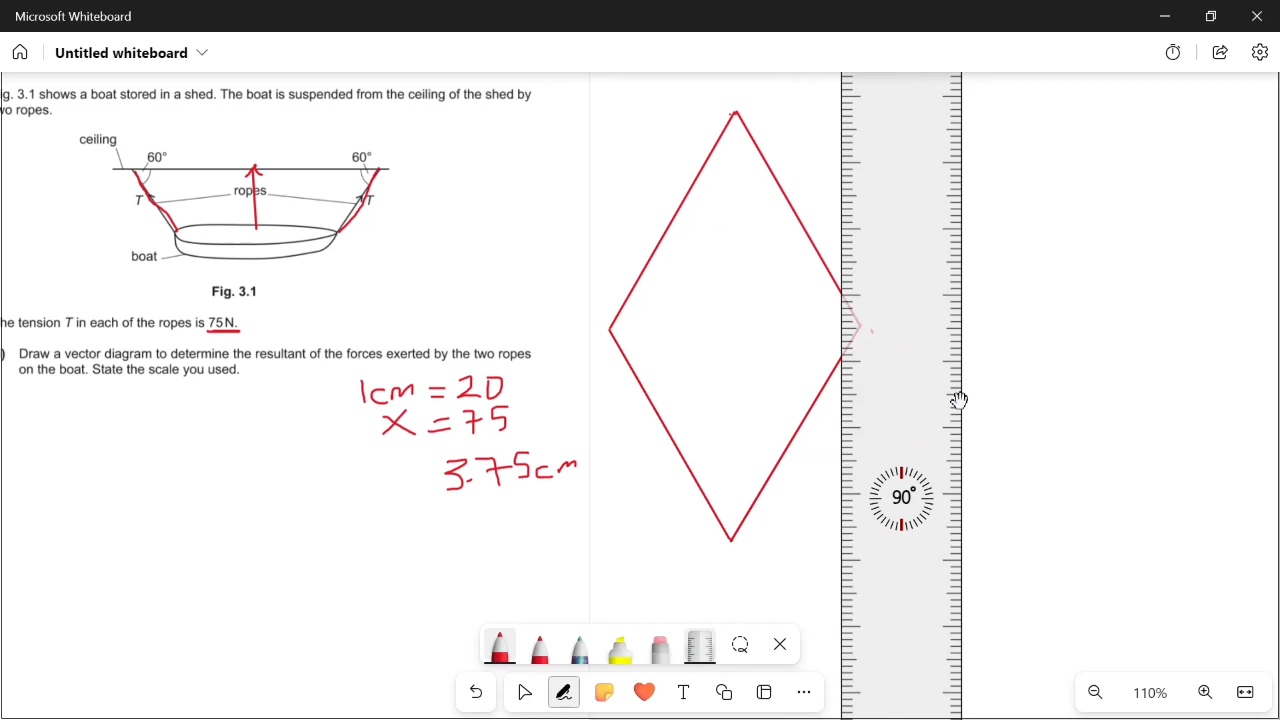 Microsoft Whiteboard
Untitled whiteboard
ig. 3.1 shows a boat stored in a shed. The boat is suspended from the ceiling of the shed by
wo ropes.
ceiling
60°
60°
ropes
T
T
boat
Fig. 3.1
he tension T in each of the ropes is 75 N.
) Draw a vector diagram to determine the resultant of the forces exerted by the two ropes
on the boat. State the scale you used.
1cm = 20
x = 75
3.75cm
90°
T
110%